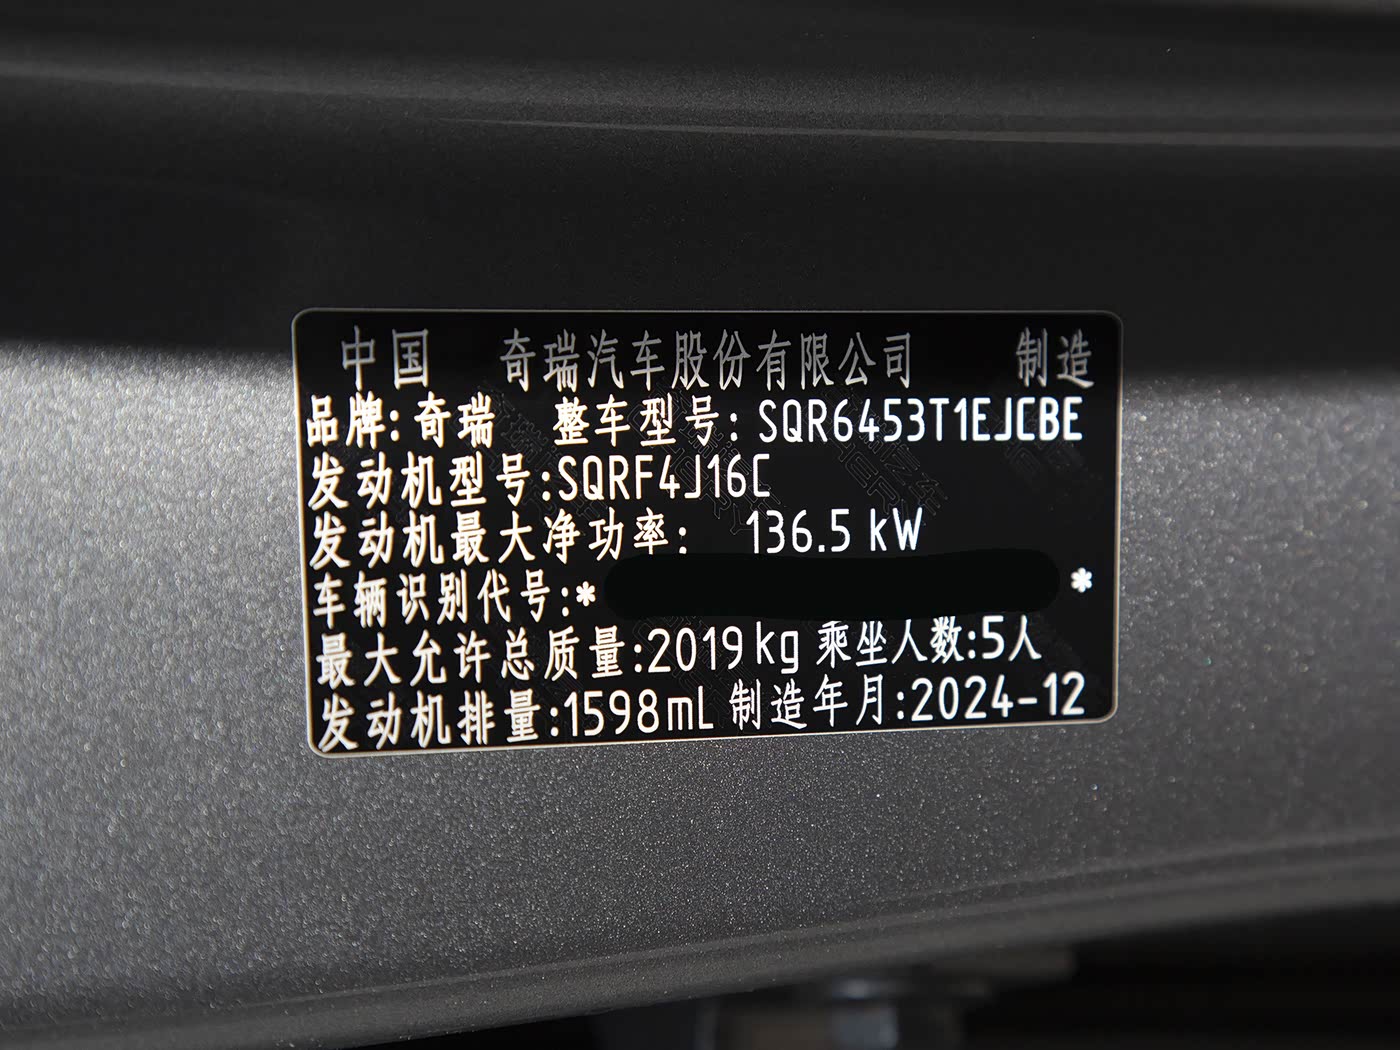 中国 奇瑞汽车股份有限公司 制造
品牌:奇瑞 整车型号:SQR6453T1EJCBE
发动机型号:SQRF4J16C
发动机最大净功率: 136.5 kW
车辆识别代号:* *
最大允许总质量:2019kg 乘坐人数:5人
发动机排量:1598mL 制造年月:2024-12